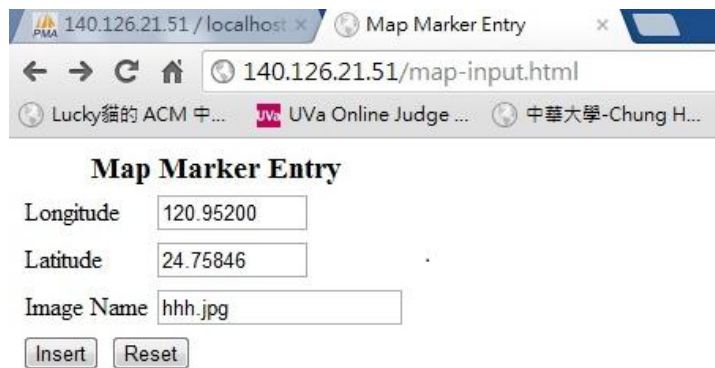 PMA 140.126.21.51 / localhost × Map Marker Entry ×
140.126.21.51/map-input.html
Lucky貓的 ACM 中... UVa UVa Online Judge ... 中華大學-Chung H...
Map Marker Entry
Longitude 120.95200
Latitude 24.75846
Image Name hhh.jpg
Insert Reset